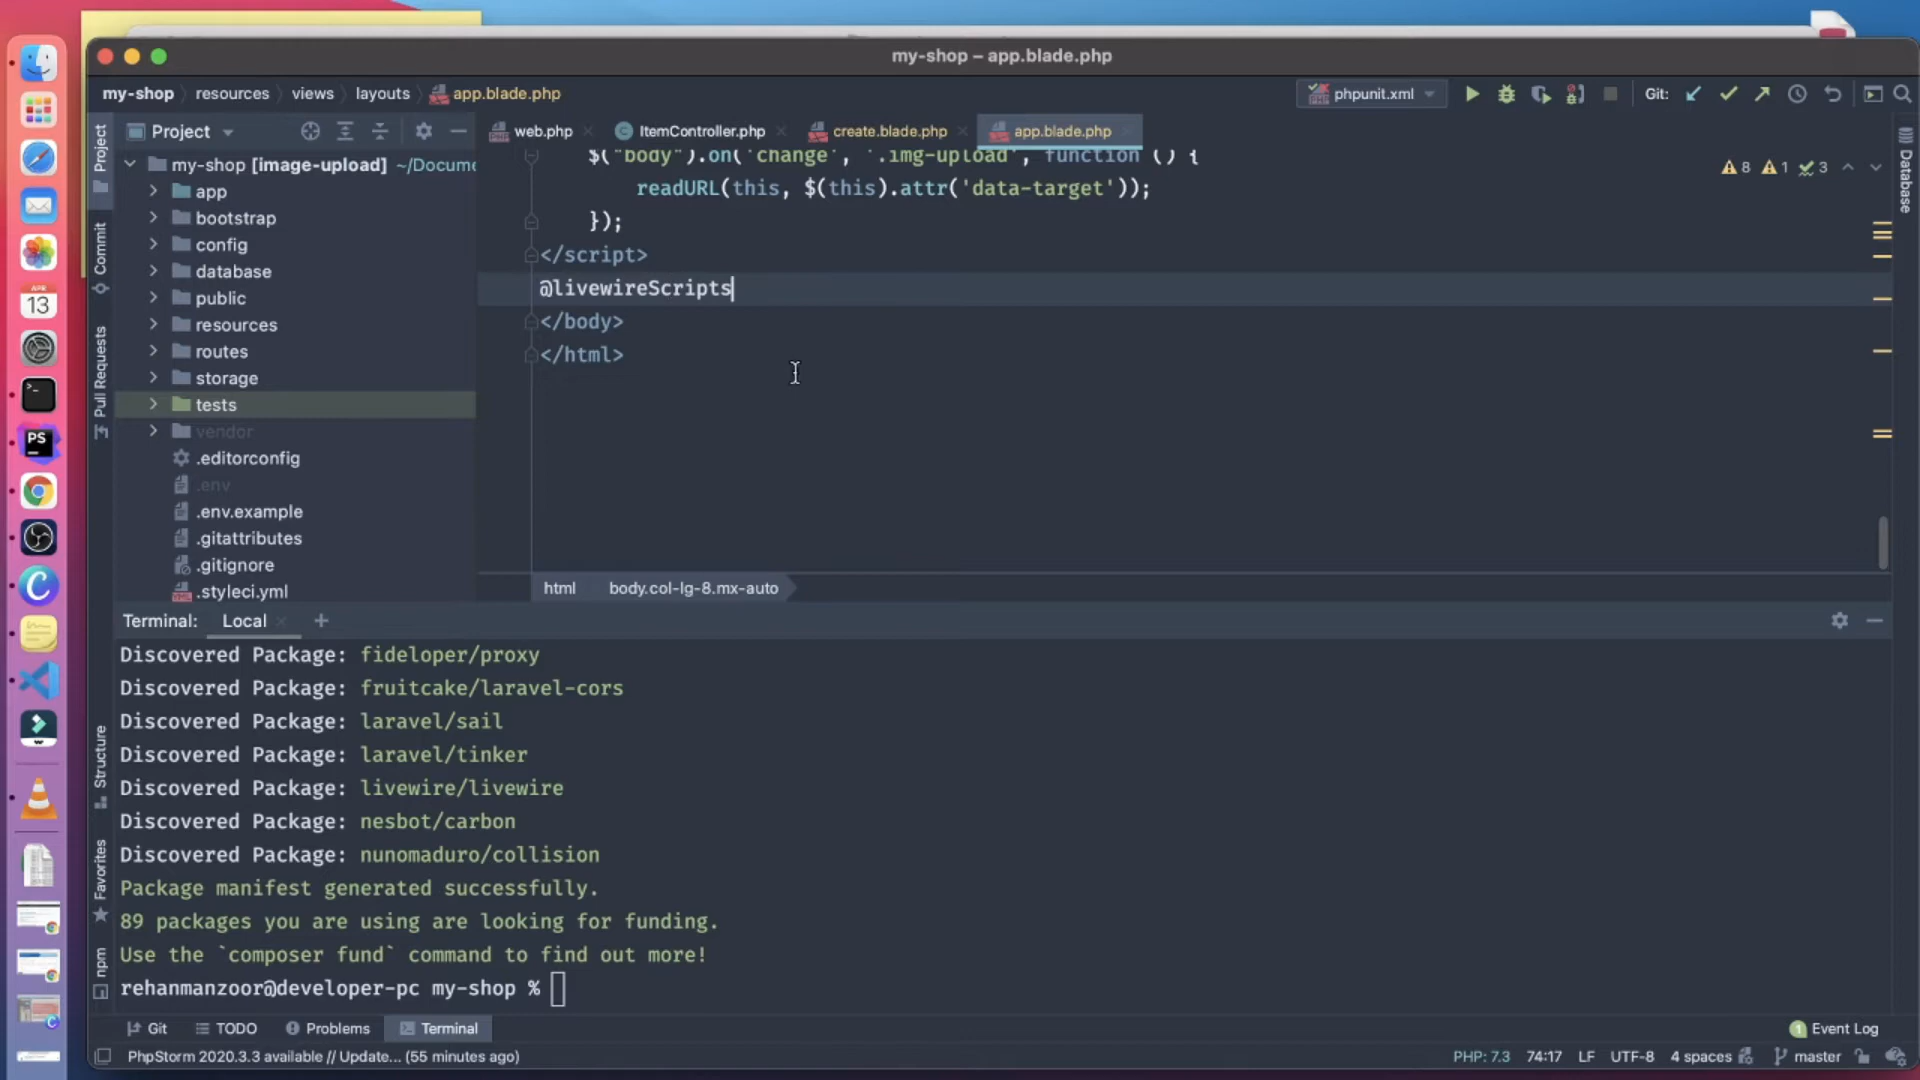 my-shop – app.blade.php
my-shop resources views layouts app.blade.php
phpunit.xml
Git:
Project
web.php
ItemController.php
create.blade.php
app.blade.php
my-shop [image-upload] ~/Docume
app
bootstrap
config
database
public
resources
routes
storage
tests
vendor
.editorconfig
.env
.env.example
.gitattributes
.gitignore
.styleci.yml
Project
Commit
Pull Requests
Structure
Favorites
npm
Database
8 1 3
$("body").on('change', '.img-upload', function () {
readURL(this, $(this).attr('data-target'));
});
</script>
@livewireScripts
</body>
</html>
html body.col-lg-8.mx-auto
Terminal: Local
Discovered Package: fideloper/proxy
Discovered Package: fruitcake/laravel-cors
Discovered Package: laravel/sail
Discovered Package: laravel/tinker
Discovered Package: livewire/livewire
Discovered Package: nesbot/carbon
Discovered Package: nunomaduro/collision
Package manifest generated successfully.
89 packages you are using are looking for funding.
Use the `composer fund` command to find out more!
rehanmanzoor@developer-pc my-shop %
Git TODO Problems Terminal
1 Event Log
PhpStorm 2020.3.3 available // Update... (55 minutes ago)
PHP: 7.3 74:17 LF UTF-8 4 spaces master
APR
13
PS